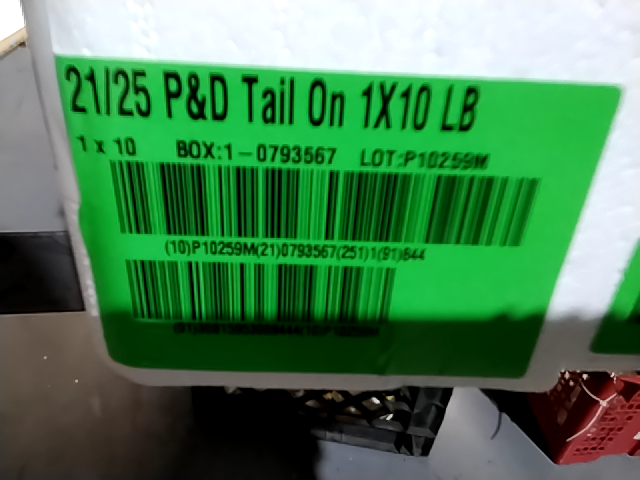 21/25 P&D Tail On 1X10 LB
1 x 10 BOX:1-0793567 LOT:P10259M
(10)P10259M(21)0793567(251)1(91)844